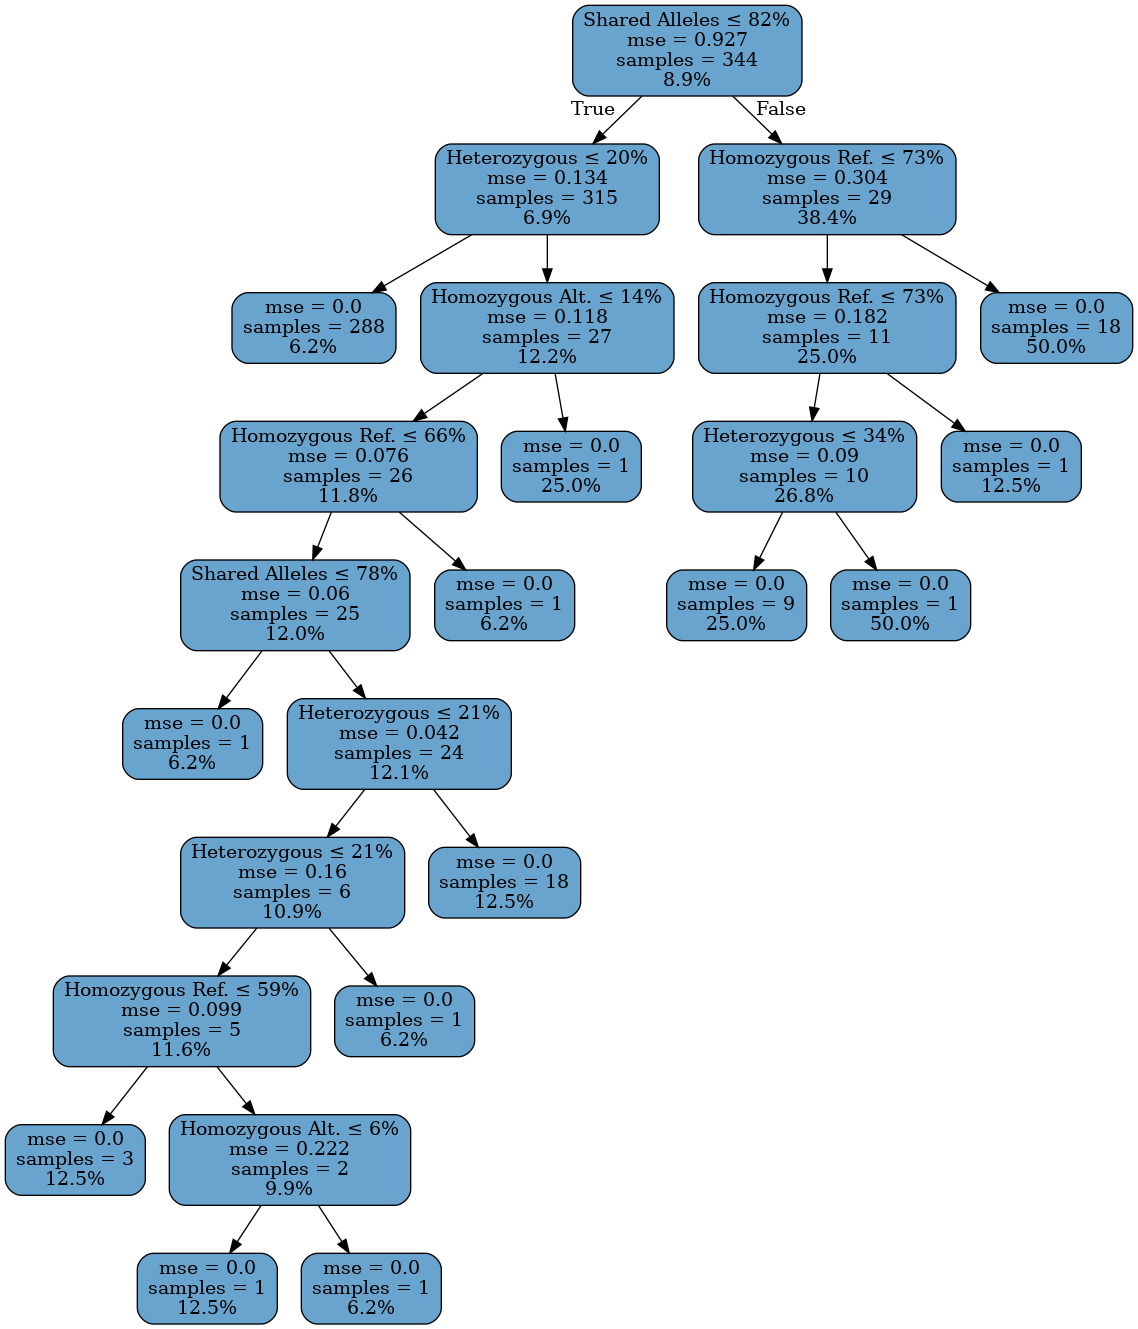 Shared Alleles ≤ 82%
mse = 0.927
samples = 344
8.9%
True
False
Heterozygous ≤ 20%
mse = 0.134
samples = 315
6.9%
Homozygous Ref. ≤ 73%
mse = 0.304
samples = 29
38.4%
mse = 0.0
samples = 288
6.2%
Homozygous Alt. ≤ 14%
mse = 0.118
samples = 27
12.2%
Homozygous Ref. ≤ 73%
mse = 0.182
samples = 11
25.0%
mse = 0.0
samples = 18
50.0%
Homozygous Ref. ≤ 66%
mse = 0.076
samples = 26
11.8%
mse = 0.0
samples = 1
25.0%
Heterozygous ≤ 34%
mse = 0.09
samples = 10
26.8%
mse = 0.0
samples = 1
12.5%
Shared Alleles ≤ 78%
mse = 0.06
samples = 25
12.0%
mse = 0.0
samples = 1
6.2%
mse = 0.0
samples = 9
25.0%
mse = 0.0
samples = 1
50.0%
mse = 0.0
samples = 1
6.2%
Heterozygous ≤ 21%
mse = 0.042
samples = 24
12.1%
Heterozygous ≤ 21%
mse = 0.16
samples = 6
10.9%
mse = 0.0
samples = 18
12.5%
Homozygous Ref. ≤ 59%
mse = 0.099
samples = 5
11.6%
mse = 0.0
samples = 1
6.2%
mse = 0.0
samples = 3
12.5%
Homozygous Alt. ≤ 6%
mse = 0.222
samples = 2
9.9%
mse = 0.0
samples = 1
12.5%
mse = 0.0
samples = 1
6.2%